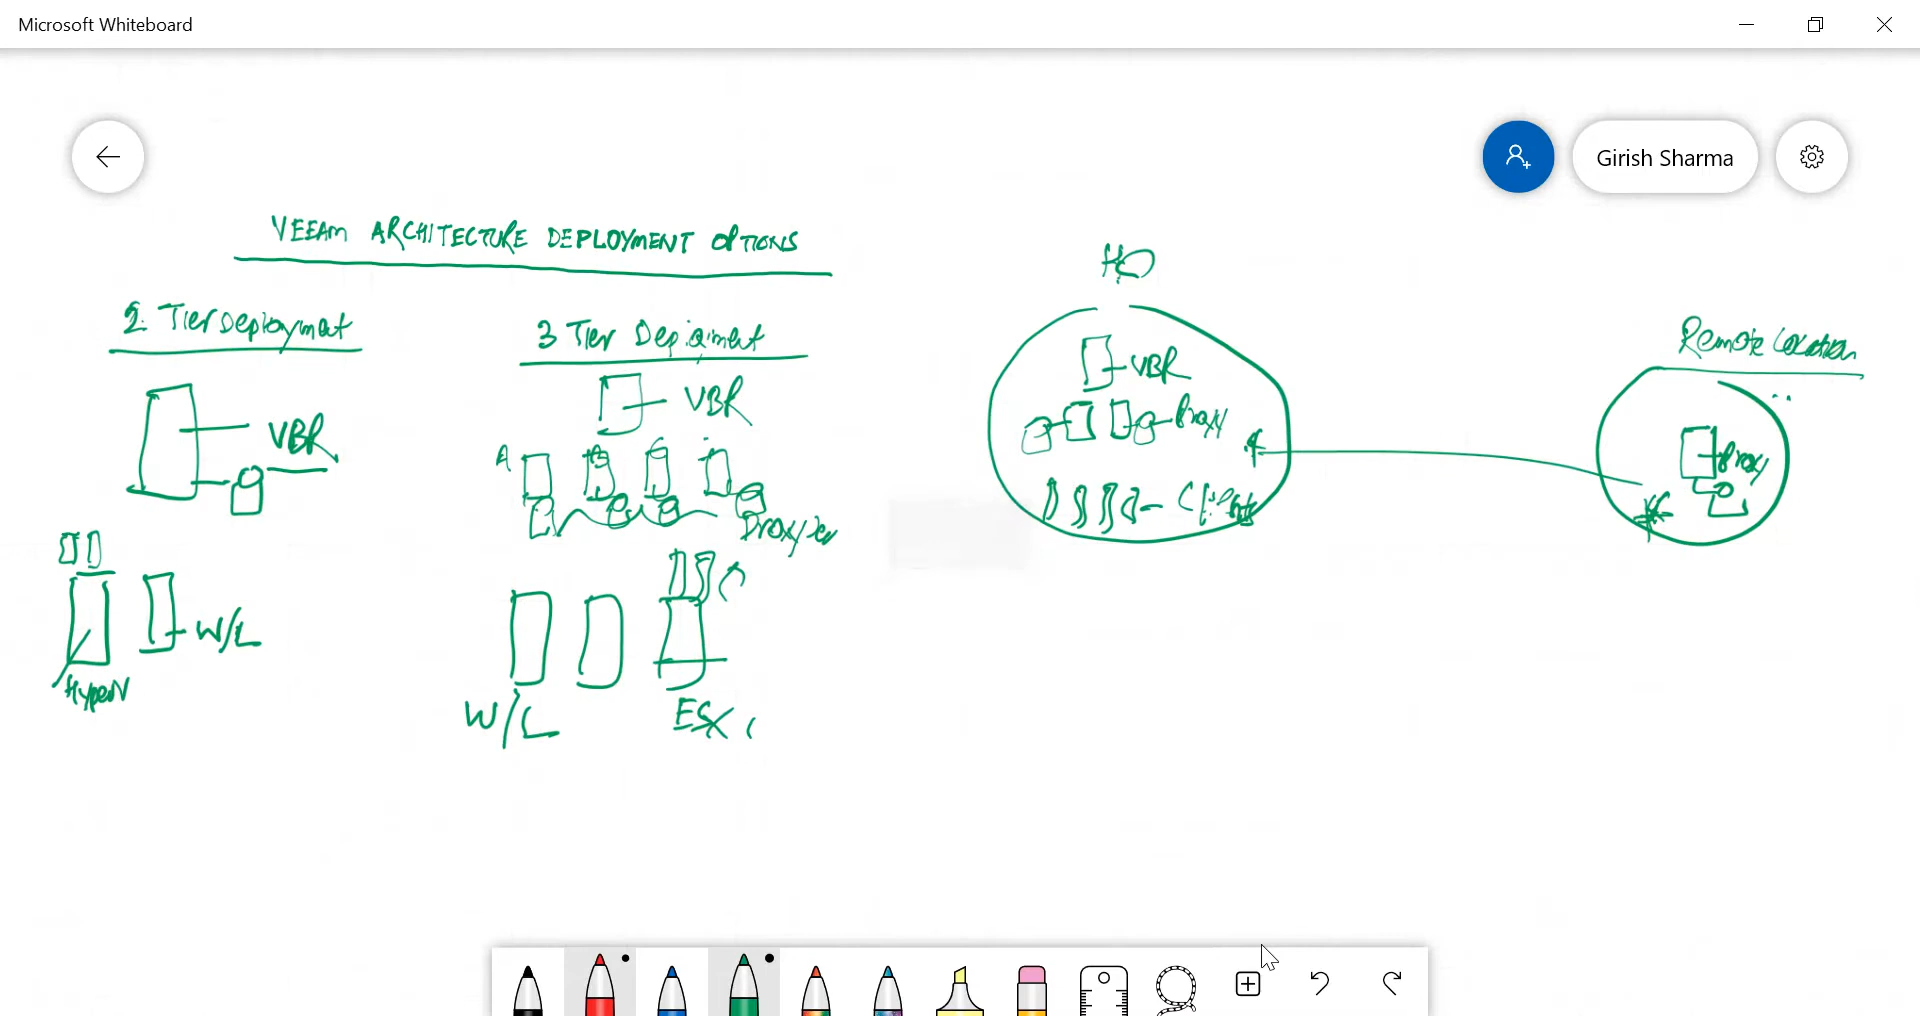 Microsoft Whiteboard
Girish Sharma
VEEAM ARCHITECTURE DEPLOYMENT OPTIONS
2. Tier Deployment
VBR
W/L
HyperV
3 Tier Deployment
VBR
A B C
Proxies
W/L
ESX
HO
VBR
Proxy
Clients
Remote Location
Proxy